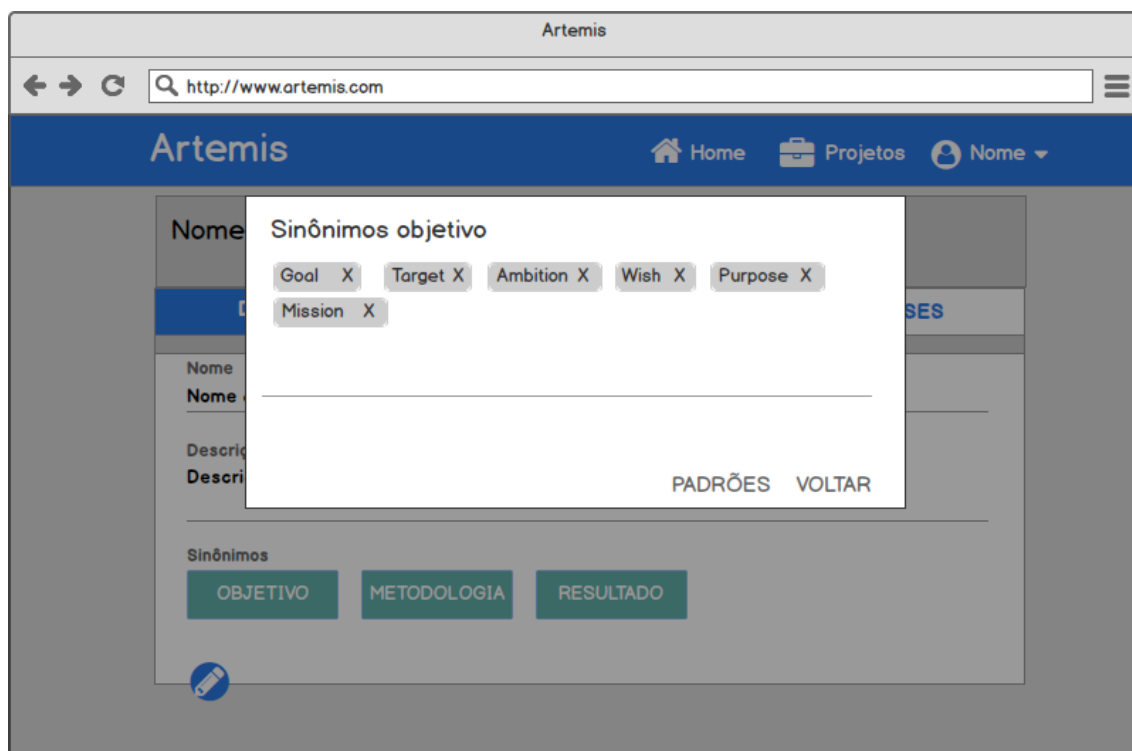 Artemis
http://www.artemis.com
Artemis Home Projetos Nome
Nome
Sinônimos objetivo
Goal X Target X Ambition X Wish X Purpose X
Mission X
SES
Nome
Nome
Descriç
Descri
PADRÕES VOLTAR
Sinônimos
OBJETIVO METODOLOGIA RESULTADO